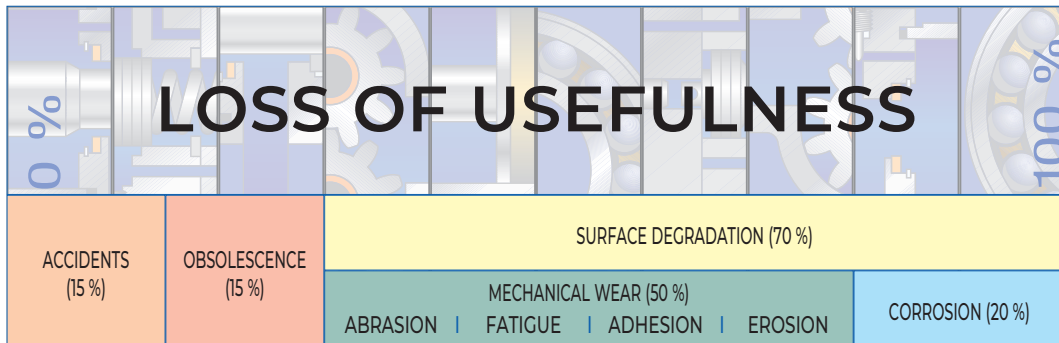 LOSS OF USEFULNESS
0 %
100 %
ACCIDENTS
(15 %)
OBSOLESCENCE
(15 %)
SURFACE DEGRADATION (70 %)
MECHANICAL WEAR (50 %)
ABRASION | FATIGUE | ADHESION | EROSION
CORROSION (20 %)